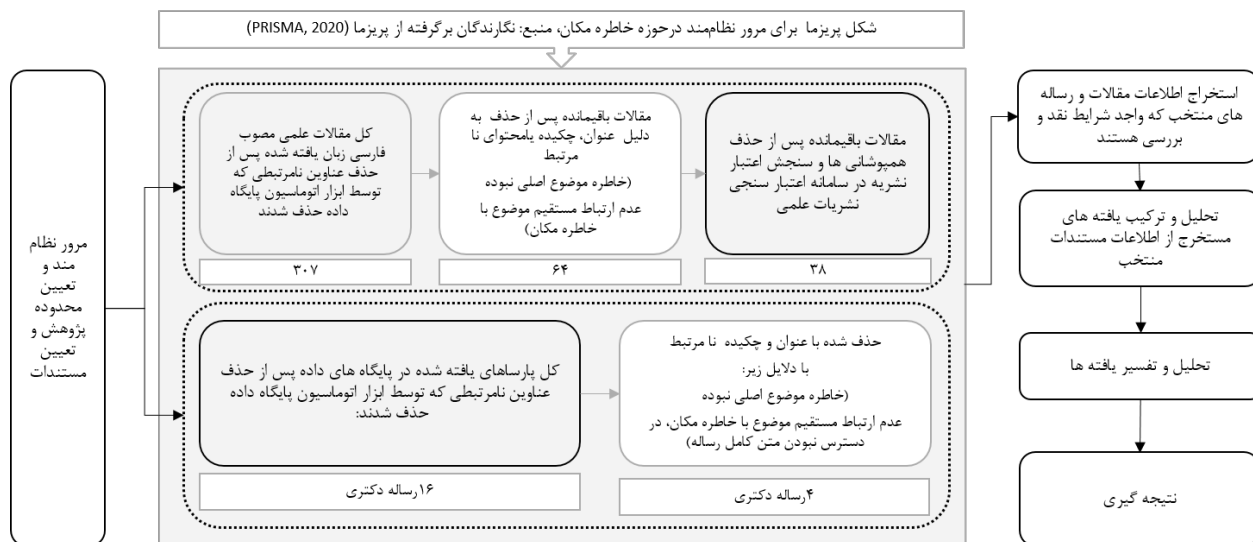 شکل پریزما برای مرور نظام‌مند درحوزه خاطره مکان، منبع: نگارندگان برگرفته از پریزما (PRISMA, 2020)
مرور نظام
مند و
تعیین
محدوده
پژوهش و
تعیین
مستندات
کل مقالات علمی مصوب
فارسی زبان یافته شده پس از
حذف عناوین نامرتبطی که
توسط ابزار اتوماسیون پایگاه
داده حذف شدند
۳۰۷
مقالات باقیمانده پس از حذف به
دلیل عنوان، چکیده یامحتوای نا
مرتبط
(خاطره موضوع اصلی نبوده
عدم ارتباط مستقیم موضوع با
خاطره مکان)
۶۴
مقالات باقیمانده پس از حذف
همپوشانی ها و سنجش اعتبار
نشریه در سامانه اعتبار سنجی
نشریات علمی
۳۸
کل پارساهای یافته شده در پایگاه های داده پس از حذف
عناوین نامرتبطی که توسط ابزار اتوماسیون پایگاه داده
حذف شدند:
۱۶رساله دکتری
حذف شده با عنوان و چکیده نا مرتبط
با دلایل زیر:
(خاطره موضوع اصلی نبوده
عدم ارتباط مستقیم موضوع با خاطره مکان، در
دسترس نبودن متن کامل رساله)
۴رساله دکتری
استخراج اطلاعات مقالات و رساله
های منتخب که واجد شرایط نقد و
بررسی هستند
تحلیل و ترکیب یافته های
مستخرج از اطلاعات مستندات
منتخب
تحلیل و تفسیر یافته ها
نتیجه گیری